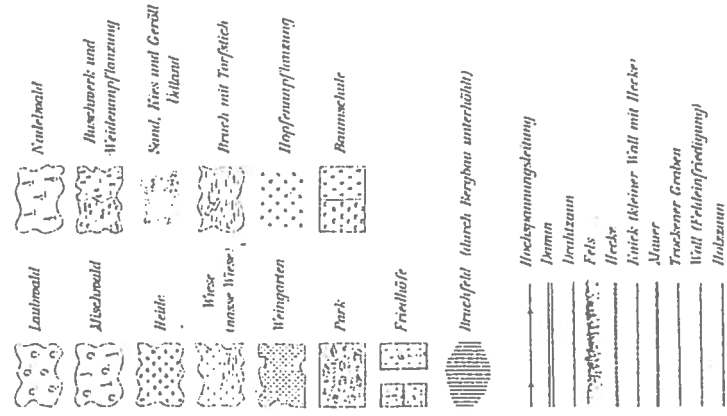 Laubwald
Mischwald
Heide
Wiese
(nasse Wiese)
Weingarten
Park
Friedhöfe
Bruchfeld (durch Bergbau unterhöhlt)
Nadelwald
Buschwerk und
Weidenanpflanzung
Sand, Kies und Geröll
Ödland
Bruch mit Torfstich
Hopfenanpflanzung
Baumschule
Hochspannungsleitung
Damm
Drahtzaun
Fels
Hecke
Knick (kleiner Wall mit Hecke)
Mauer
Trockener Graben
Wall (Feldeinfriedigung)
Holzzaun